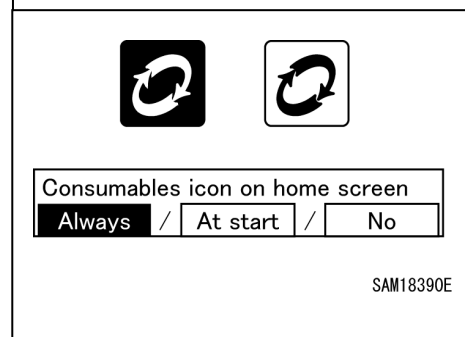 Consumables icon on home screen
Always / At start / No
SAM18390E